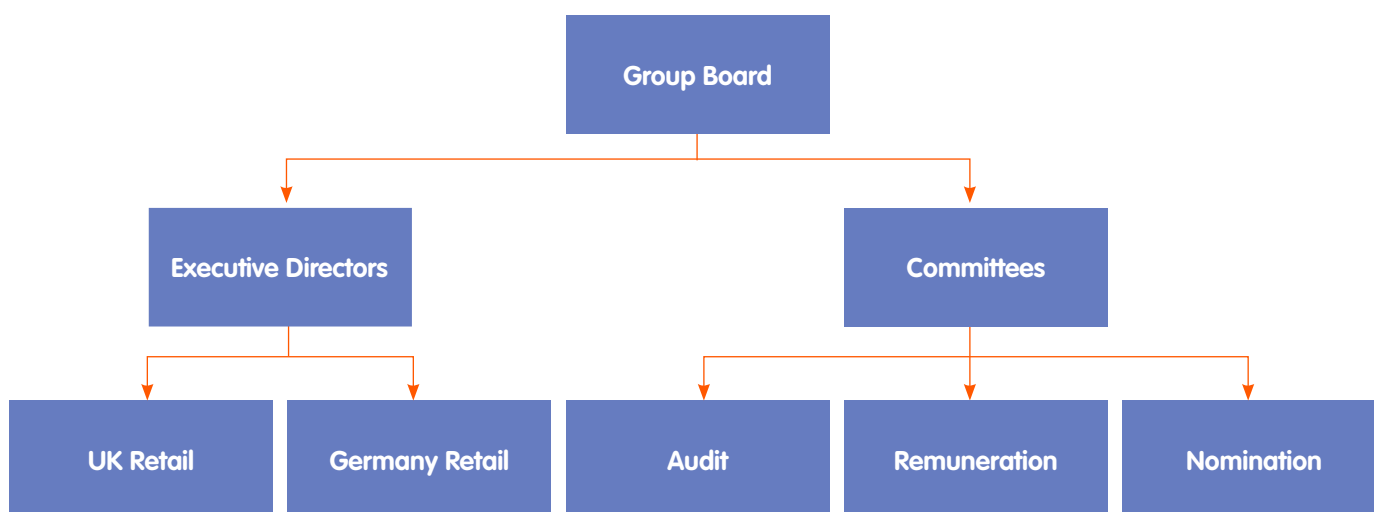 Group Board
Executive Directors
Committees
UK Retail
Germany Retail
Audit
Remuneration
Nomination